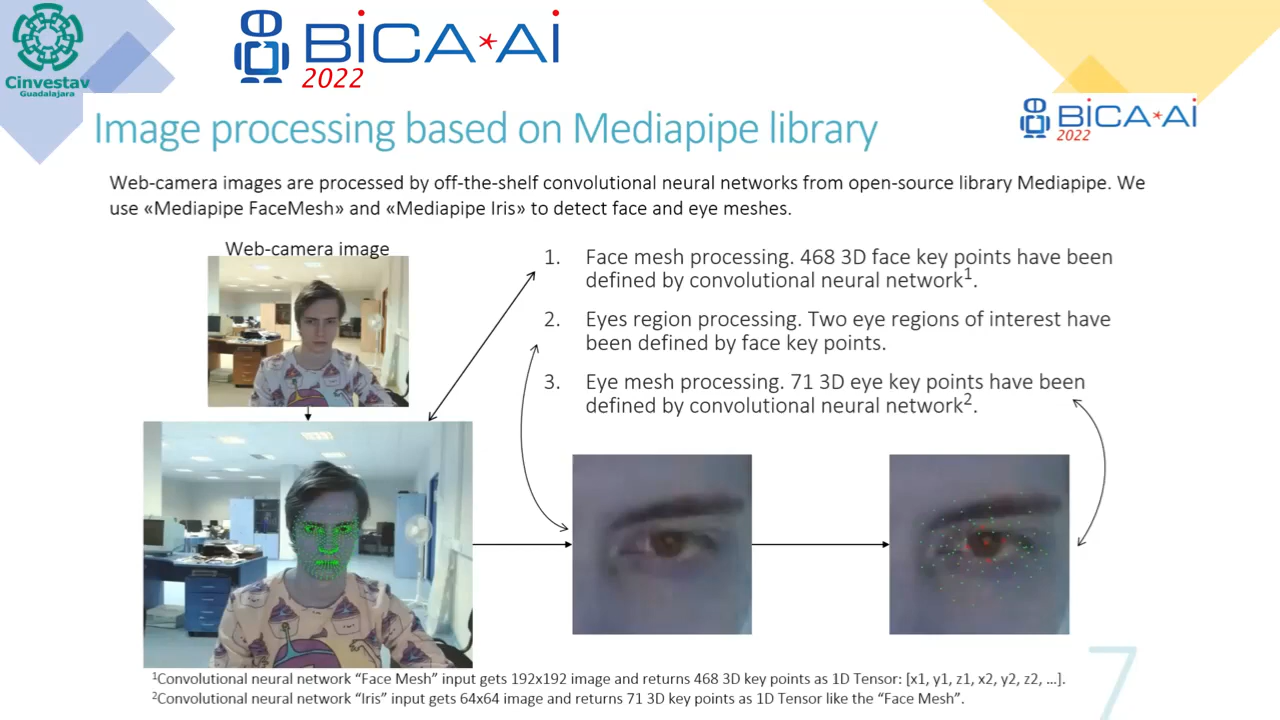 Cinvestav
Guadalajara
BiCA*Ai
2022
Image processing based on Mediapipe library
BiCA*Ai
2022
Web-camera images are processed by off-the-shelf convolutional neural networks from open-source library Mediapipe. We
use «Mediapipe FaceMesh» and «Mediapipe Iris» to detect face and eye meshes.
Web-camera image
1. Face mesh processing. 468 3D face key points have been
defined by convolutional neural network¹.
2. Eyes region processing. Two eye regions of interest have
been defined by face key points.
3. Eye mesh processing. 71 3D eye key points have been
defined by convolutional neural network².
¹Convolutional neural network “Face Mesh” input gets 192x192 image and returns 468 3D key points as 1D Tensor: [x1, y1, z1, x2, y2, z2, …].
²Convolutional neural network “Iris” input gets 64x64 image and returns 71 3D key points as 1D Tensor like the “Face Mesh”.
7